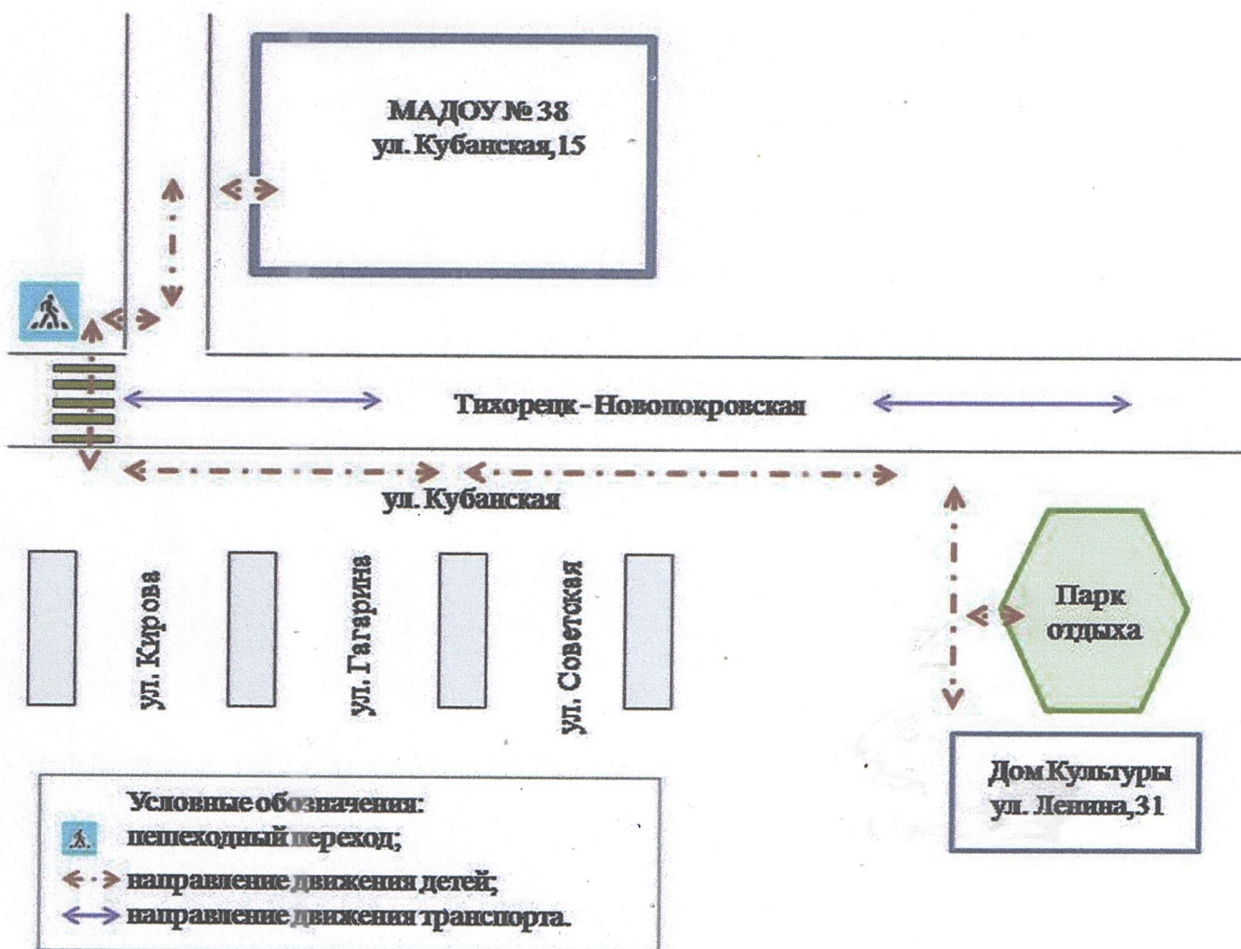 МАДОУ № 38
ул. Кубанская,15
Тихорецк - Новопокровская
ул. Кубанская
ул. Кирова
ул. Гагарина
ул. Советская
Парк
отдыха
Дом Культуры
ул. Ленина,31
Условные обозначения:
пешеходный переход;
направление движения детей;
направление движения транспорта.